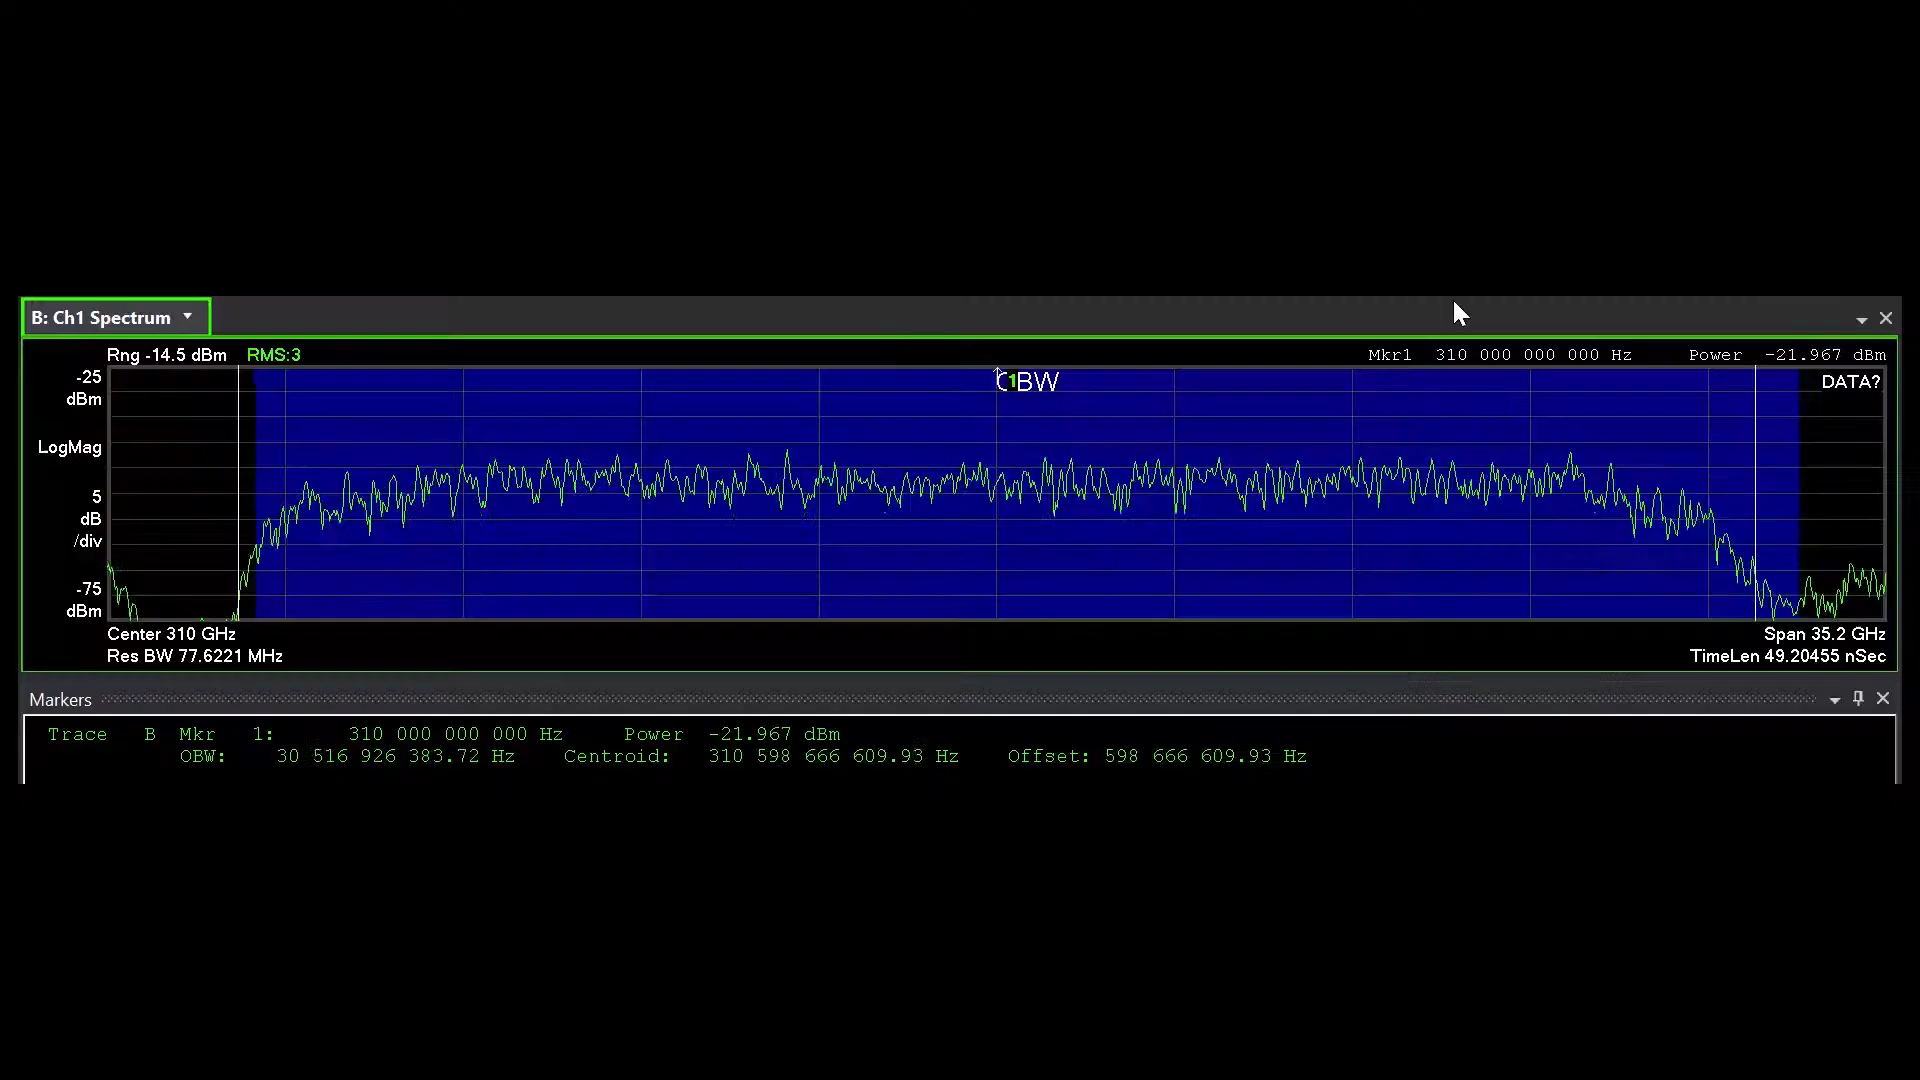 B: Ch1 Spectrum
Rng -14.5 dBm RMS:3 Mkr1 310 000 000 000 Hz Power -21.967 dBm
-25
dBm
OBW
1
DATA?
LogMag
5
dB
/div
-75
dBm
Center 310 GHz Span 35.2 GHz
Res BW 77.6221 MHz TimeLen 49.20455 nSec
Markers
Trace B Mkr 1: 310 000 000 000 Hz Power -21.967 dBm
OBW: 30 516 926 383.72 Hz Centroid: 310 598 666 609.93 Hz Offset: 598 666 609.93 Hz